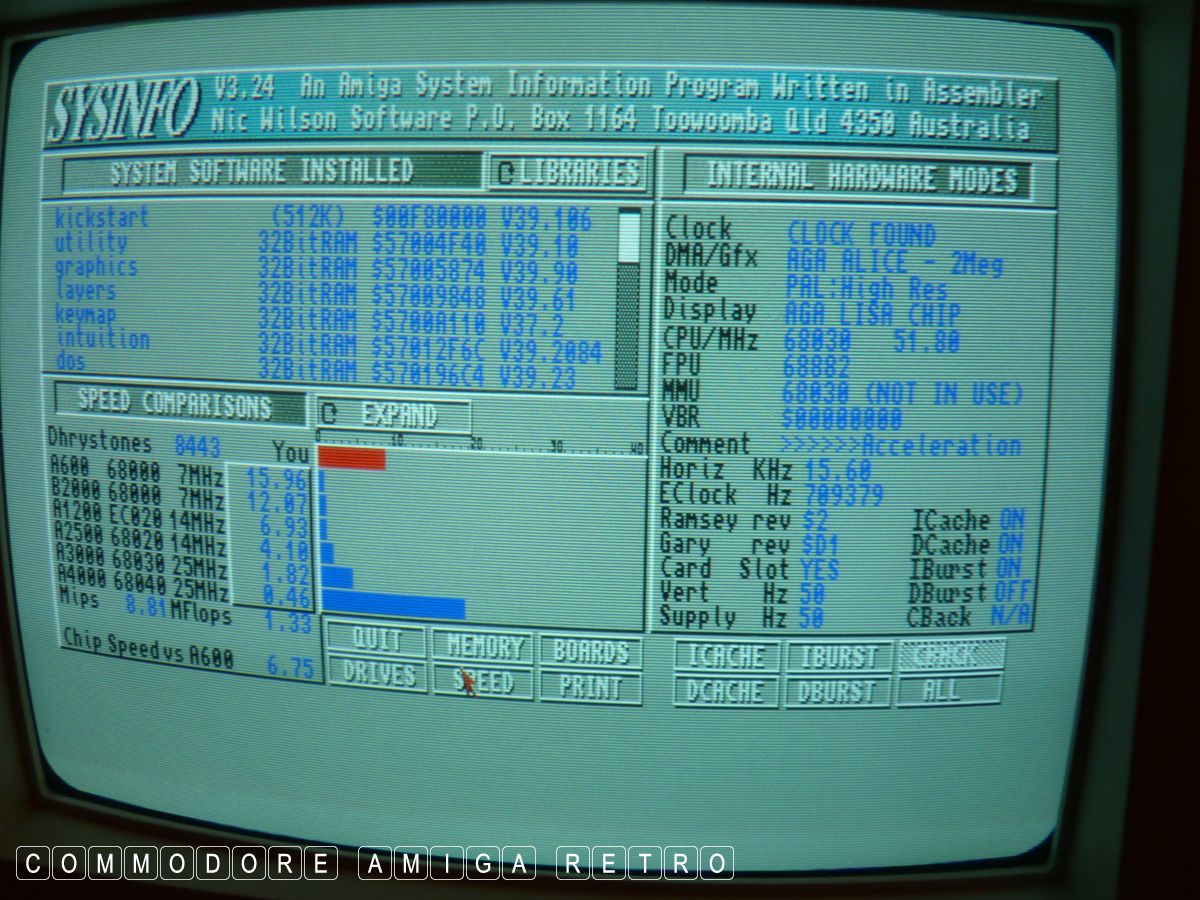 SYSINFO
V3.24 An Amiga System Information Program Written in Assembler
Nic Wilson Software P.O. Box 1164 Toowoomba Qld 4350 Australia
SYSTEM SOFTWARE INSTALLED
LIBRARIES
kickstart (512K) $00F80000 V39.106
utility 32BitRAM $57004F40 V39.10
graphics 32BitRAM $57005874 V39.90
layers 32BitRAM $57009848 V39.61
keymap 32BitRAM $5700A110 V37.2
intuition 32BitRAM $57012F6C V39.2084
dos 32BitRAM $570196C4 V39.23
INTERNAL HARDWARE MODES
Clock CLOCK FOUND
DMA/Gfx AGA ALICE - 2Meg
Mode PAL:High Res
Display AGA LISA CHIP
CPU/MHz 68030 51.80
FPU 68882
MMU 68030 (NOT IN USE)
VBR $00000000
Comment >>>>>>Acceleration
Horiz KHz 15.60
EClock Hz 709379
Ramsey rev $2 ICache ON
Gary rev $D1 DCache ON
Card Slot YES IBurst ON
Vert Hz 50 DBurst OFF
Supply Hz 50 CBack N/A
SPEED COMPARISONS
EXPAND
Dhrystones 8443 You
0 10 20 30 40
A600 68000 7MHz 15.96
B2000 68000 7MHz 12.07
A1200 EC020 14MHz 6.93
A2500 68020 14MHz 4.10
A3000 68030 25MHz 1.82
A4000 68040 25MHz 0.46
Mips 8.81 MFlops 1.33
Chip Speed vs A600 6.75
QUIT MEMORY BOARDS
DRIVES SPEED PRINT
ICACHE IBURST CBACK
DCACHE DBURST ALL
COMMODORE AMIGA RETRO